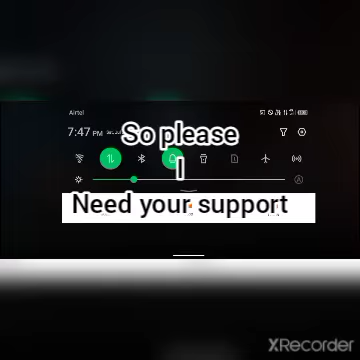 Airtel
7:47 PM
So please
I
Need your support
XRecorder